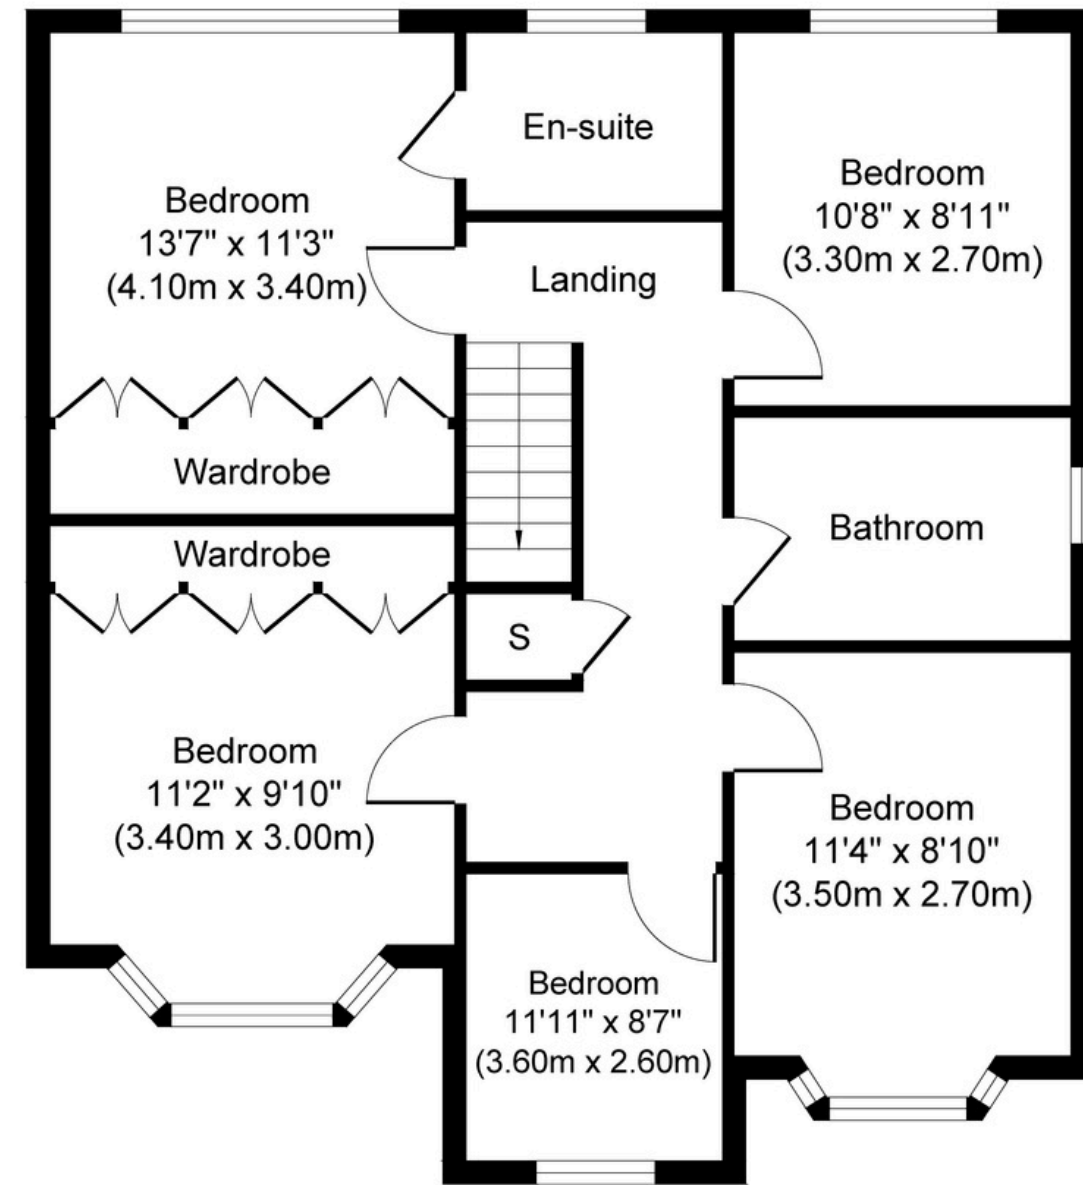 En-suite
Bedroom
10'8" x 8'11"
(3.30m x 2.70m)
Bedroom
13'7" x 11'3"
(4.10m x 3.40m)
Landing
Wardrobe
Wardrobe
Bathroom
S
Bedroom
11'2" x 9'10"
(3.40m x 3.00m)
Bedroom
11'4" x 8'10"
(3.50m x 2.70m)
Bedroom
11'11" x 8'7"
(3.60m x 2.60m)